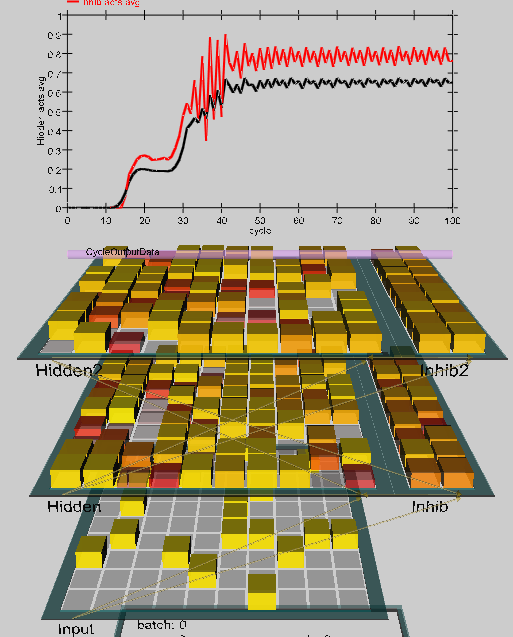 Inhib acts avg
1
0.9
0.8
0.7
0.6
0.5
0.4
0.3
0.2
0.1
0
Hidden acts avg
0 10 20 30 40 50 60 70 80 90 100
cycle
CycleOutputData
Hidden2 Inhib2
Hidden Inhib
Input
batch: 0